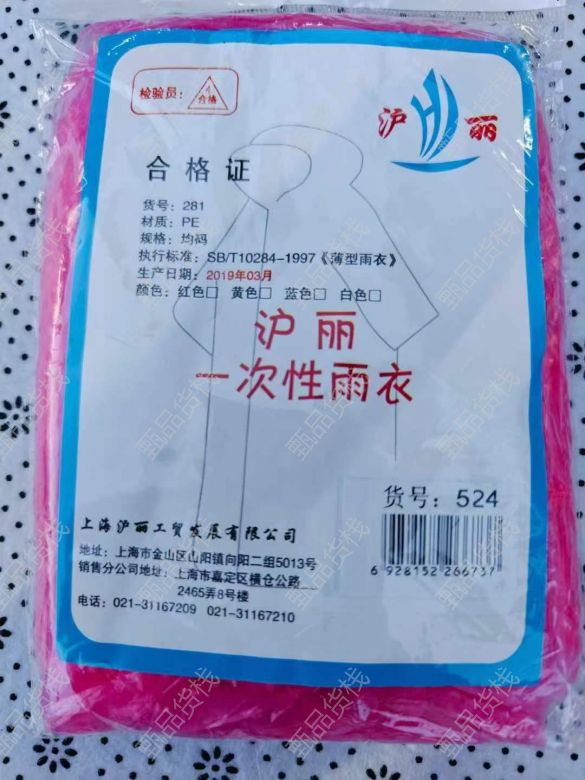 检验员：
合格
沪 H 丽
合格证
货号：281
材质：PE
规格：均码
执行标准：SB/T10284-1997《薄型雨衣》
生产日期：2019年03月
颜色：红色□ 黄色□ 蓝色□ 白色□
沪丽
一次性雨衣
货号：524
6 928152 266737
上海沪丽工贸发展有限公司
地址：上海市金山区山阳镇向阳二组5013号
销售分公司地址：上海市嘉定区横仓公路
2465弄8号楼
电话：021-31167209 021-31167210
甄品货栈